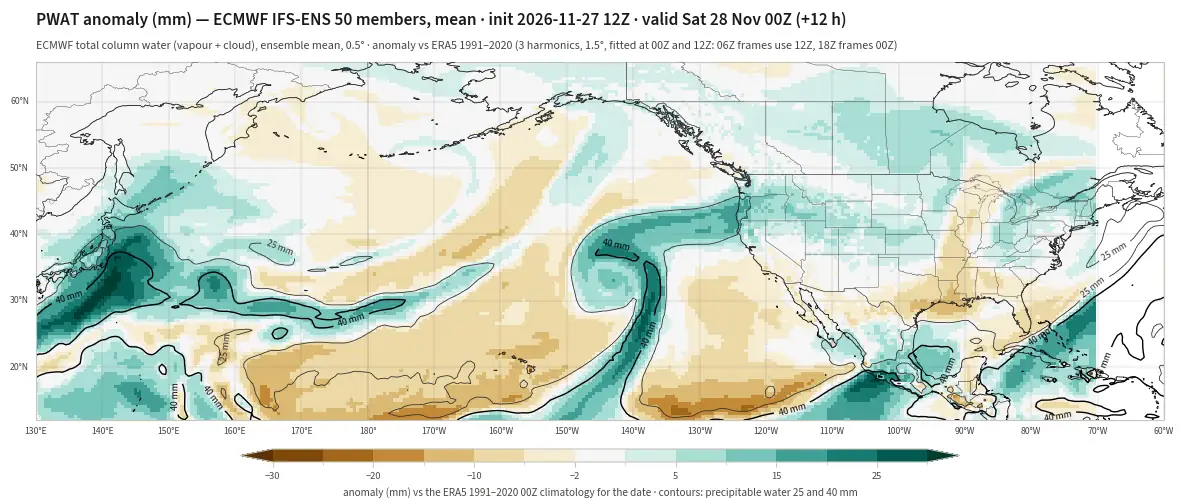 PWAT anomaly (mm) — ECMWF IFS-ENS 50 members, mean · init 2026-11-27 12Z · valid Sat 28 Nov 00Z (+12 h)
ECMWF total column water (vapour + cloud), ensemble mean, 0.5° · anomaly vs ERA5 1991–2020 (3 harmonics, 1.5°, fitted at 00Z and 12Z: 06Z frames use 12Z, 18Z frames 00Z)
60°N
50°N
40°N
30°N
20°N
25 mm
40 mm
25 mm
25 mm
40 mm
40 mm
25 mm
40 mm
40 mm
40 mm
40 mm
40 mm
40 mm
40 mm
40 mm
40 mm
130°E 140°E 150°E 160°E 170°E 180° 170°W 160°W 150°W 140°W 130°W 120°W 110°W 100°W 90°W 80°W 70°W 60°W
−30 −20 −10 −2 5 15 25
anomaly (mm) vs the ERA5 1991–2020 00Z climatology for the date · contours: precipitable water 25 and 40 mm